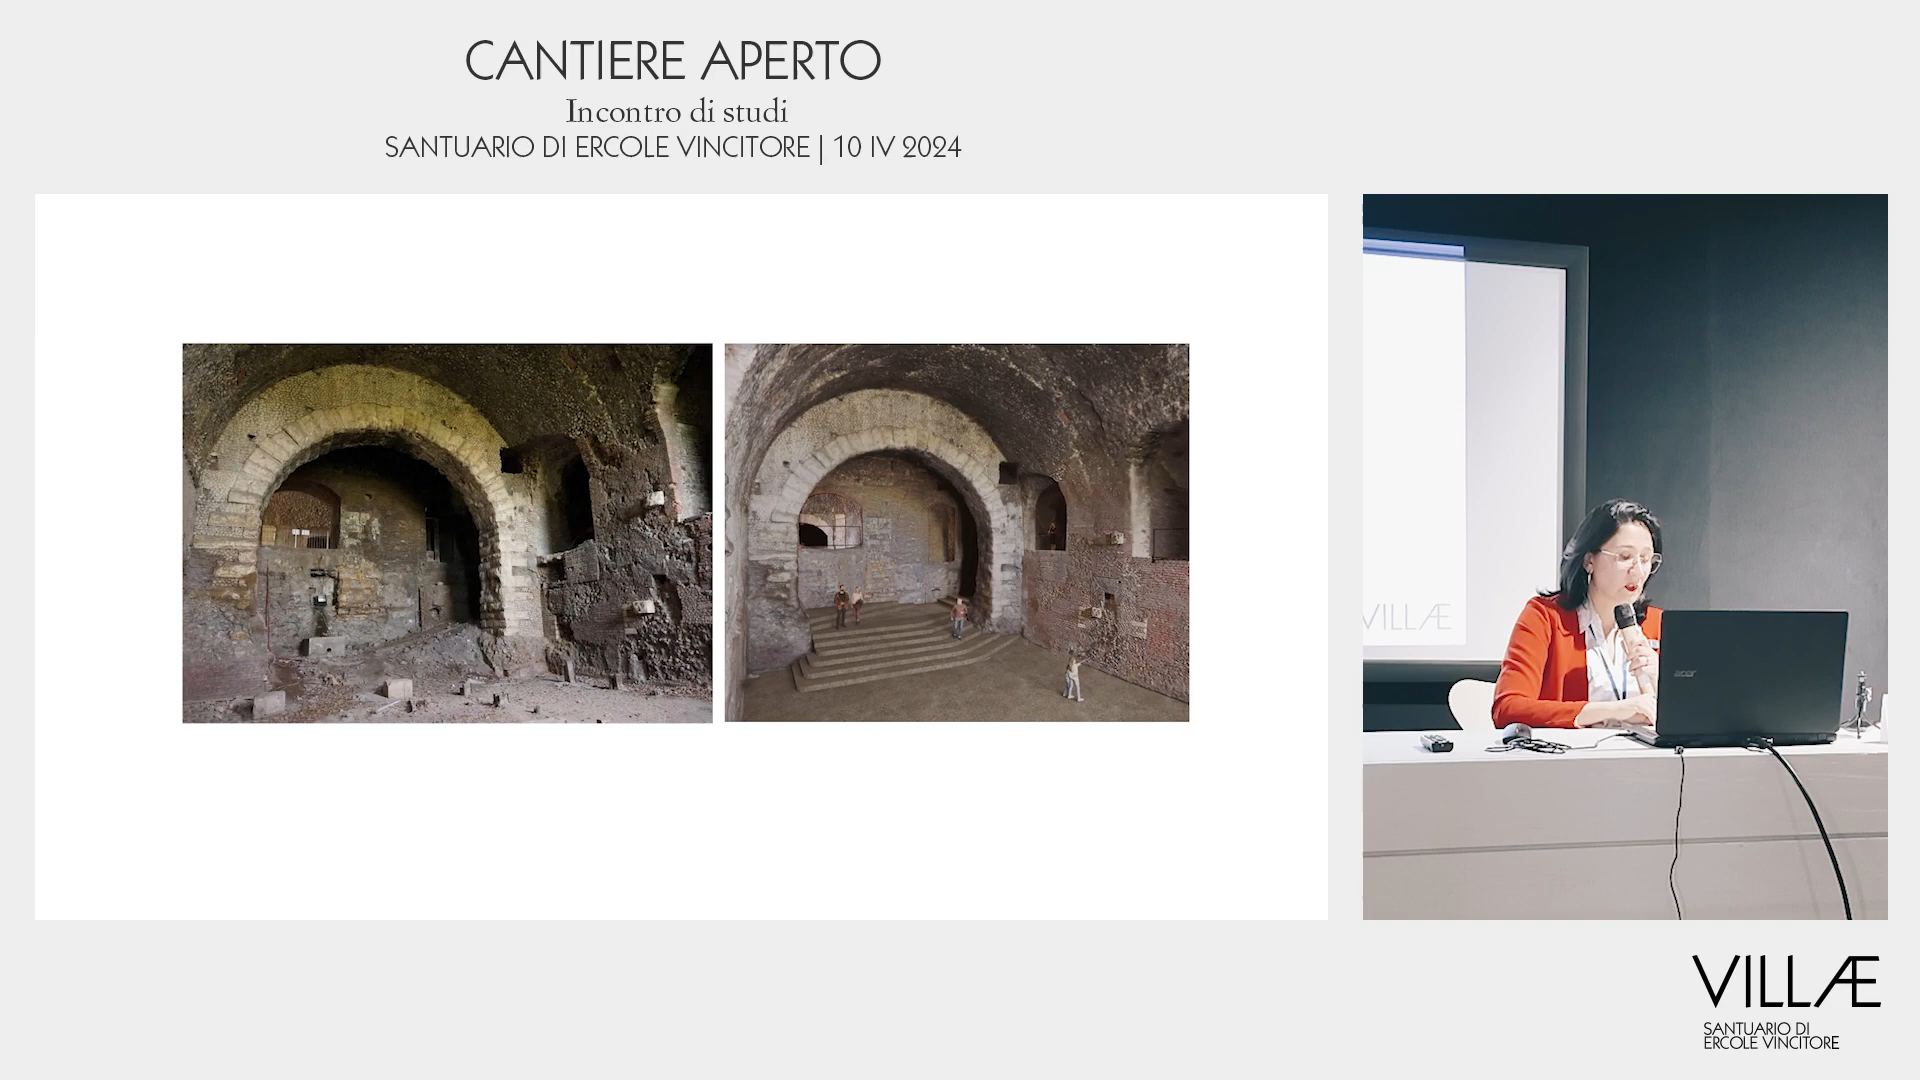 CANTIERE APERTO
Incontro di studi
SANTUARIO DI ERCOLE VINCITORE | 10 IV 2024
VILLÆ
acer
VILLÆ
SANTUARIO DI
ERCOLE VINCITORE